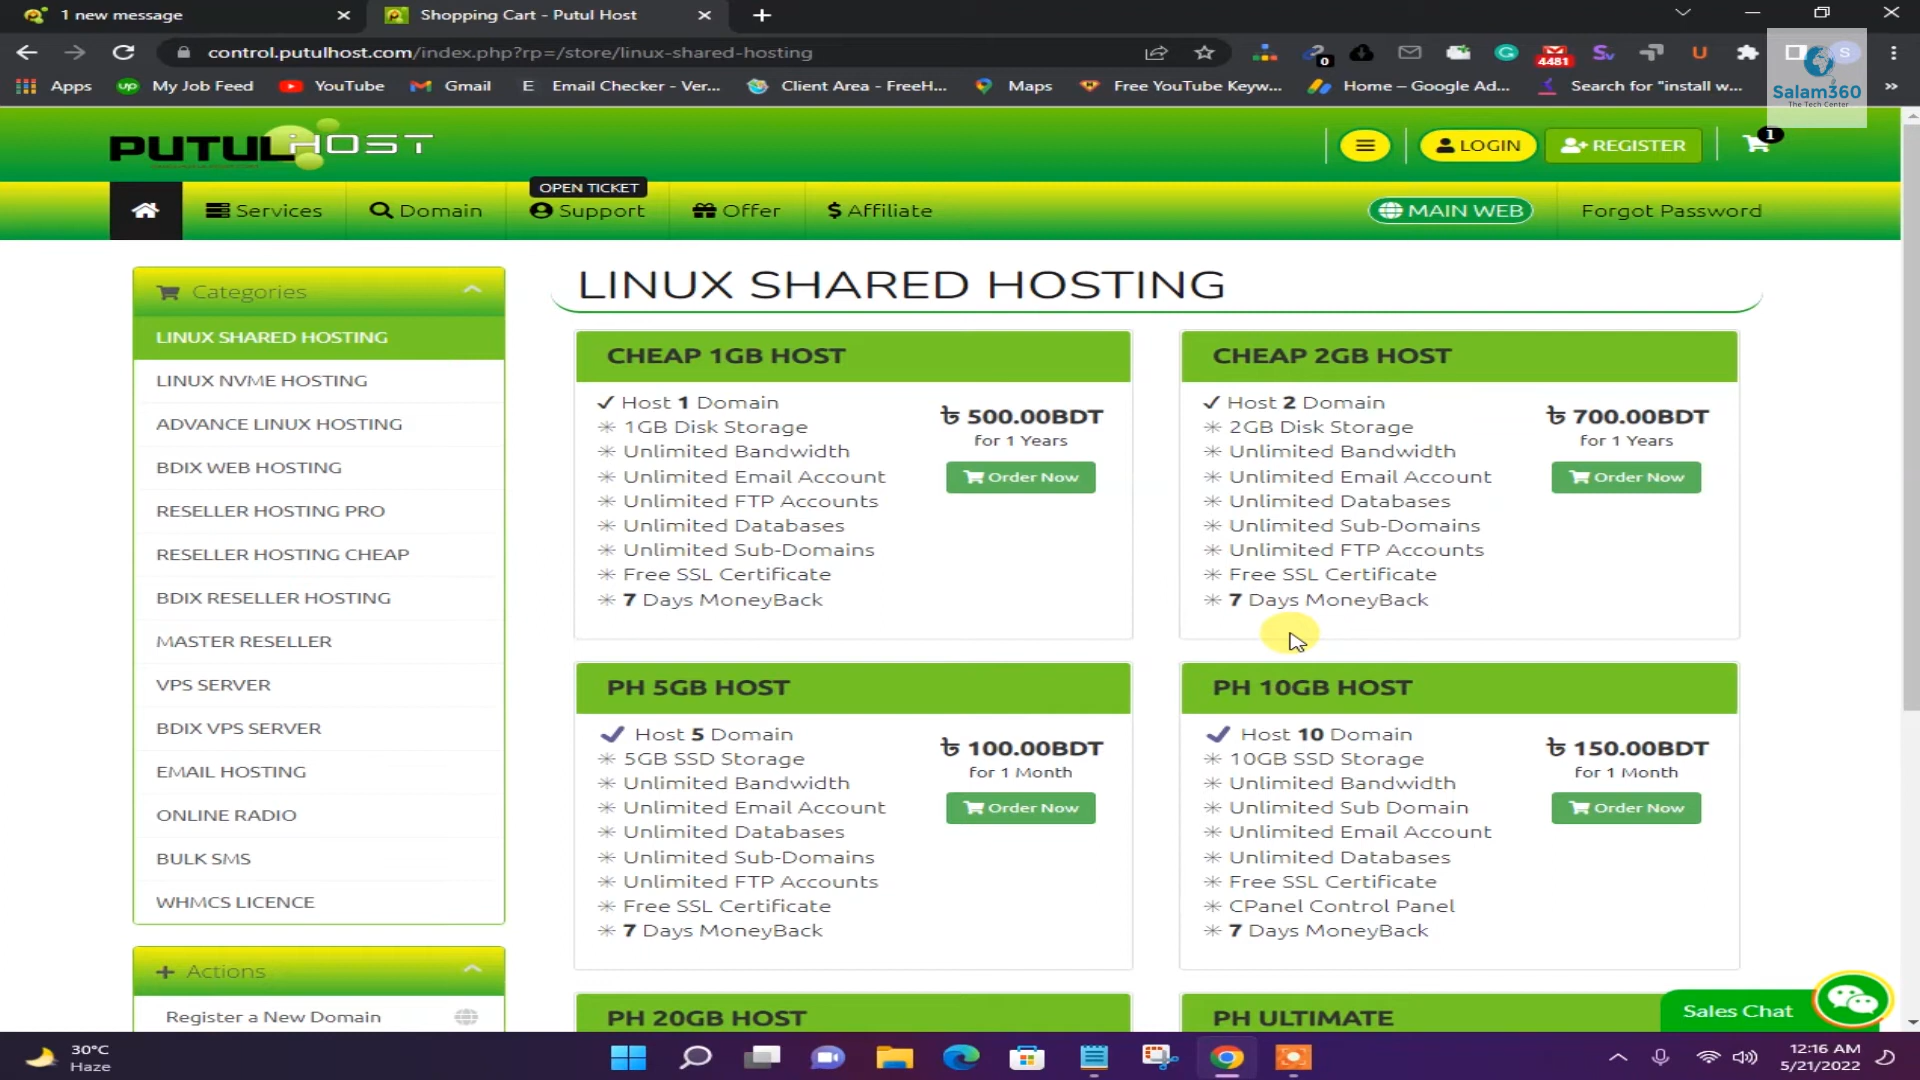 1 new message
Shopping Cart - Putul Host
control.putulhost.com/index.php?rp=/store/linux-shared-hosting
0
4481
S
Apps
My Job Feed
YouTube
Gmail
E Email Checker - Ver...
Client Area - FreeH...
Maps
Free YouTube Keyw...
Home – Google Ad...
Search for "install w...
»
Salam360
The Tech Center
PUTUL HOST
LOGIN
REGISTER
1
Services
Domain
OPEN TICKET
Support
Offer
$ Affiliate
MAIN WEB
Forgot Password
Categories
LINUX SHARED HOSTING
LINUX NVME HOSTING
ADVANCE LINUX HOSTING
BDIX WEB HOSTING
RESELLER HOSTING PRO
RESELLER HOSTING CHEAP
BDIX RESELLER HOSTING
MASTER RESELLER
VPS SERVER
BDIX VPS SERVER
EMAIL HOSTING
ONLINE RADIO
BULK SMS
WHMCS LICENCE
+ Actions
Register a New Domain
LINUX SHARED HOSTING
CHEAP 1GB HOST
✓ Host 1 Domain
✳ 1GB Disk Storage
✳ Unlimited Bandwidth
✳ Unlimited Email Account
✳ Unlimited FTP Accounts
✳ Unlimited Databases
✳ Unlimited Sub-Domains
✳ Free SSL Certificate
✳ 7 Days MoneyBack
৳ 500.00BDT
for 1 Years
Order Now
CHEAP 2GB HOST
✓ Host 2 Domain
✳ 2GB Disk Storage
✳ Unlimited Bandwidth
✳ Unlimited Email Account
✳ Unlimited Databases
✳ Unlimited Sub-Domains
✳ Unlimited FTP Accounts
✳ Free SSL Certificate
✳ 7 Days MoneyBack
৳ 700.00BDT
for 1 Years
Order Now
PH 5GB HOST
✔ Host 5 Domain
✳ 5GB SSD Storage
✳ Unlimited Bandwidth
✳ Unlimited Email Account
✳ Unlimited Databases
✳ Unlimited Sub-Domains
✳ Unlimited FTP Accounts
✳ Free SSL Certificate
✳ 7 Days MoneyBack
৳ 100.00BDT
for 1 Month
Order Now
PH 10GB HOST
✔ Host 10 Domain
✳ 10GB SSD Storage
✳ Unlimited Bandwidth
✳ Unlimited Sub Domain
✳ Unlimited Email Account
✳ Unlimited Databases
✳ Free SSL Certificate
✳ CPanel Control Panel
✳ 7 Days MoneyBack
৳ 150.00BDT
for 1 Month
Order Now
PH 20GB HOST
PH ULTIMATE
Sales Chat
30°C
Haze
12:16 AM
5/21/2022